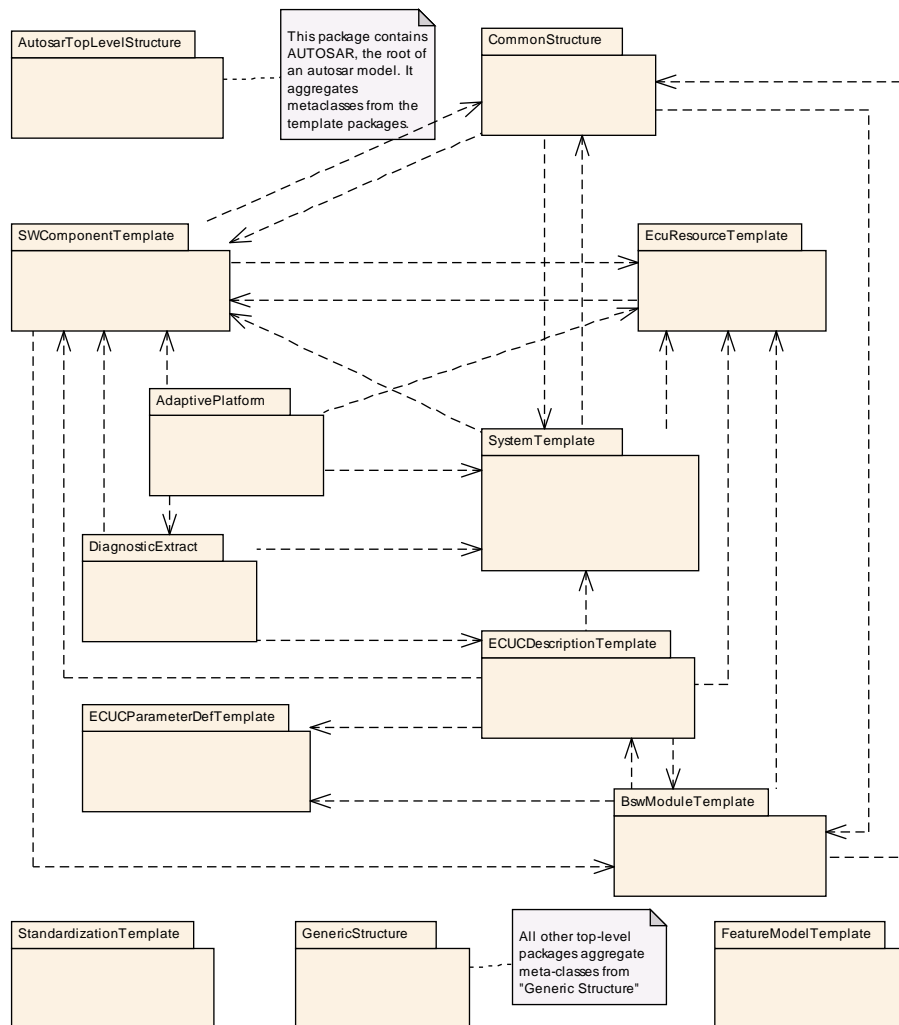 AutosarTopLevelStructure
This package contains
AUTOSAR, the root of
an autosar model. It
aggregates
metaclasses from the
template packages.
CommonStructure
SWComponentTemplate
EcuResourceTemplate
AdaptivePlatform
SystemTemplate
DiagnosticExtract
ECUCDescriptionTemplate
ECUCParameterDefTemplate
BswModuleTemplate
StandardizationTemplate
GenericStructure
All other top-level
packages aggregate
meta-classes from
"Generic Structure"
FeatureModelTemplate